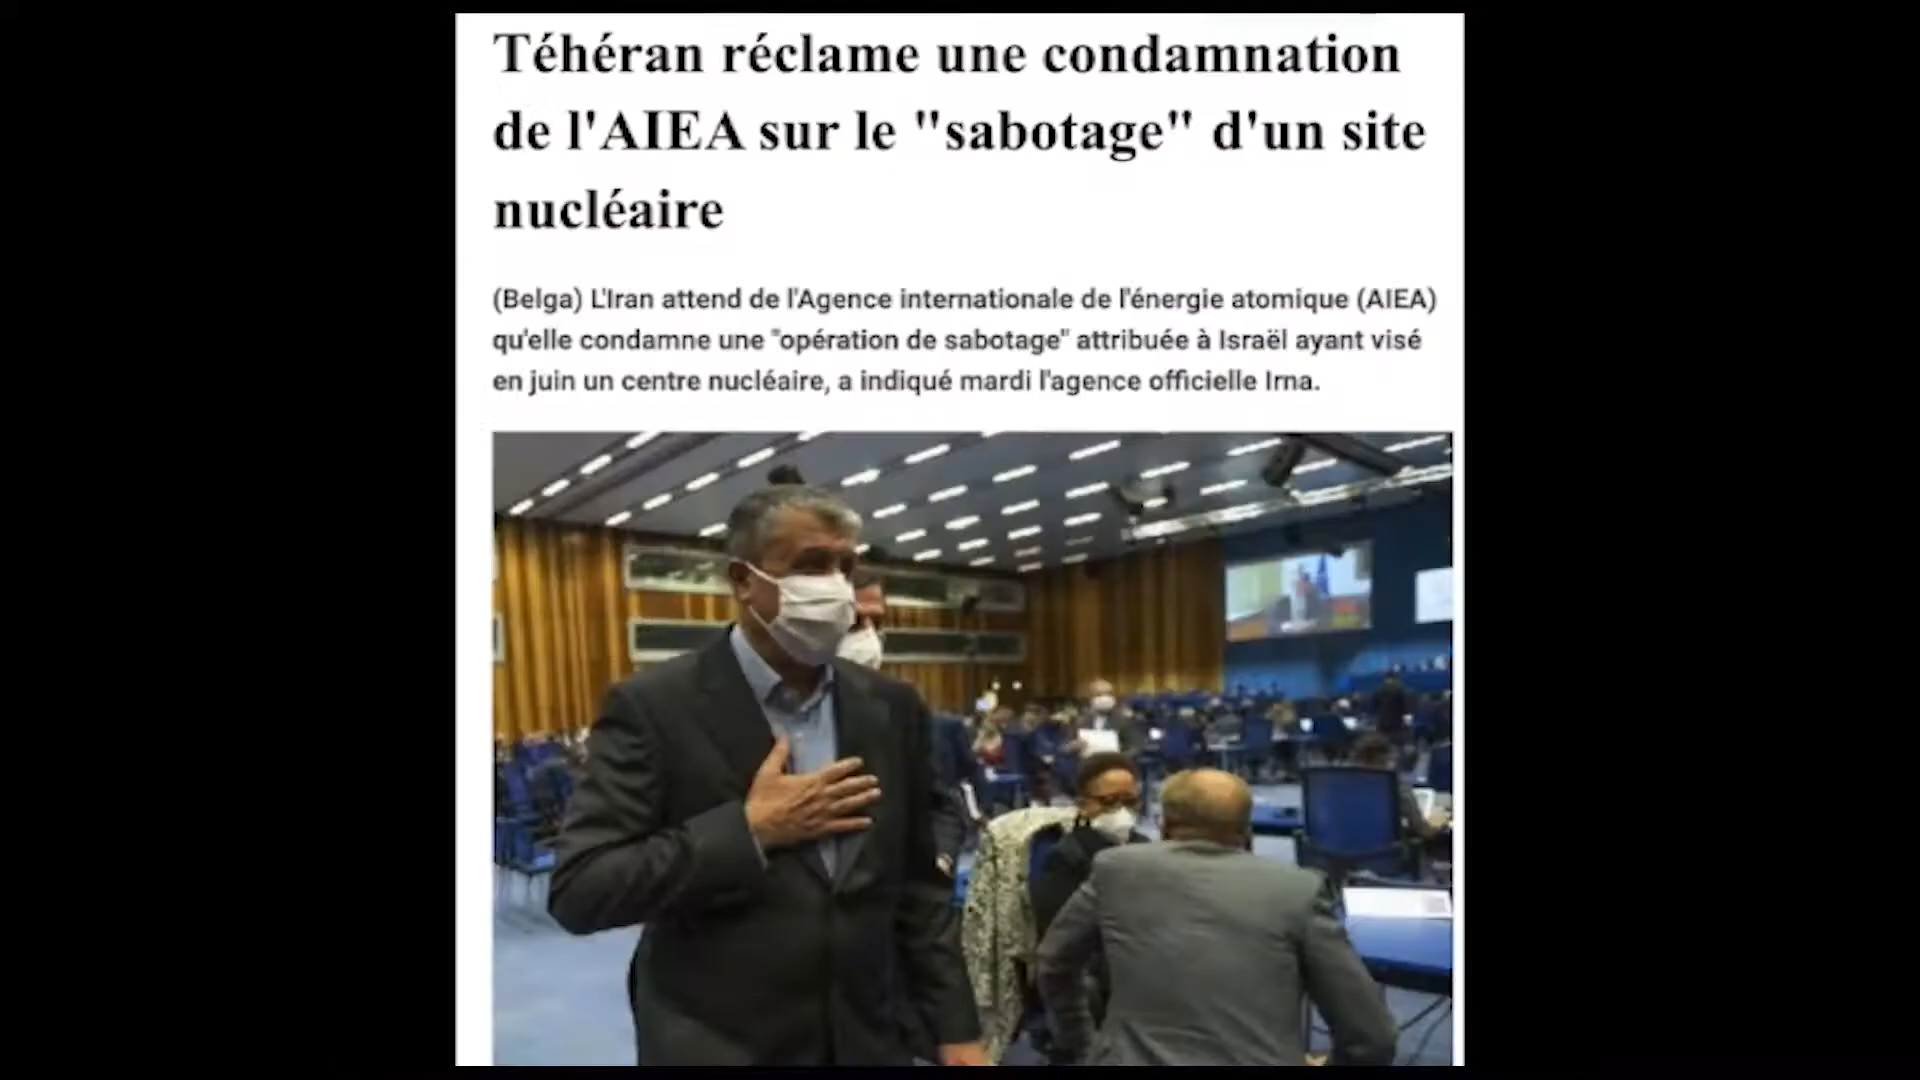 Téhéran réclame une condamnation
de l'AIEA sur le "sabotage" d'un site
nucléaire
(Belga) L'Iran attend de l'Agence internationale de l'énergie atomique (AIEA)
qu'elle condamne une "opération de sabotage" attribuée à Israël ayant visé
en juin un centre nucléaire, a indiqué mardi l'agence officielle Irna.